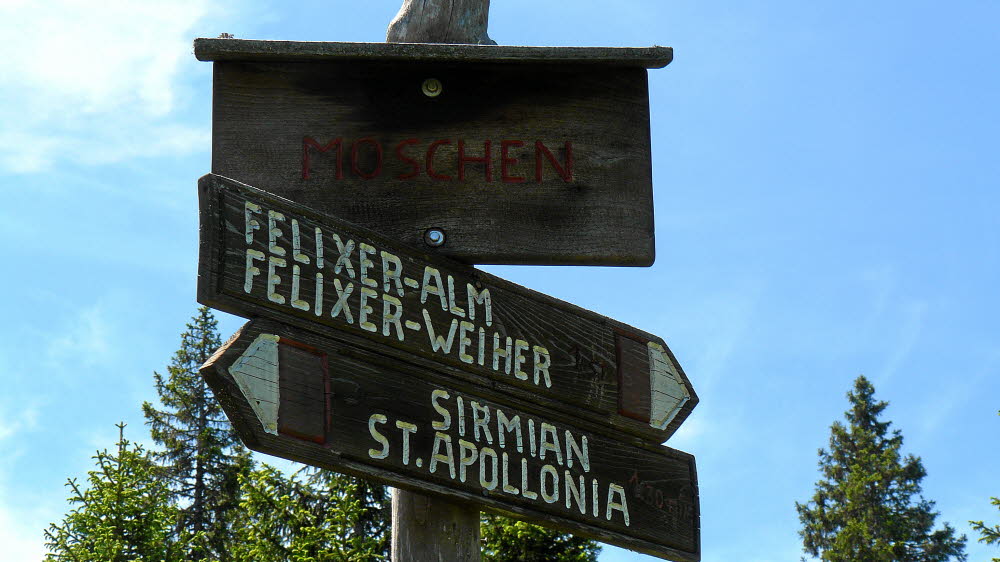 MOSCHEN
FELIXER-ALM
FELIXER-WEIHER
SIRMIAN
ST. APOLLONIA